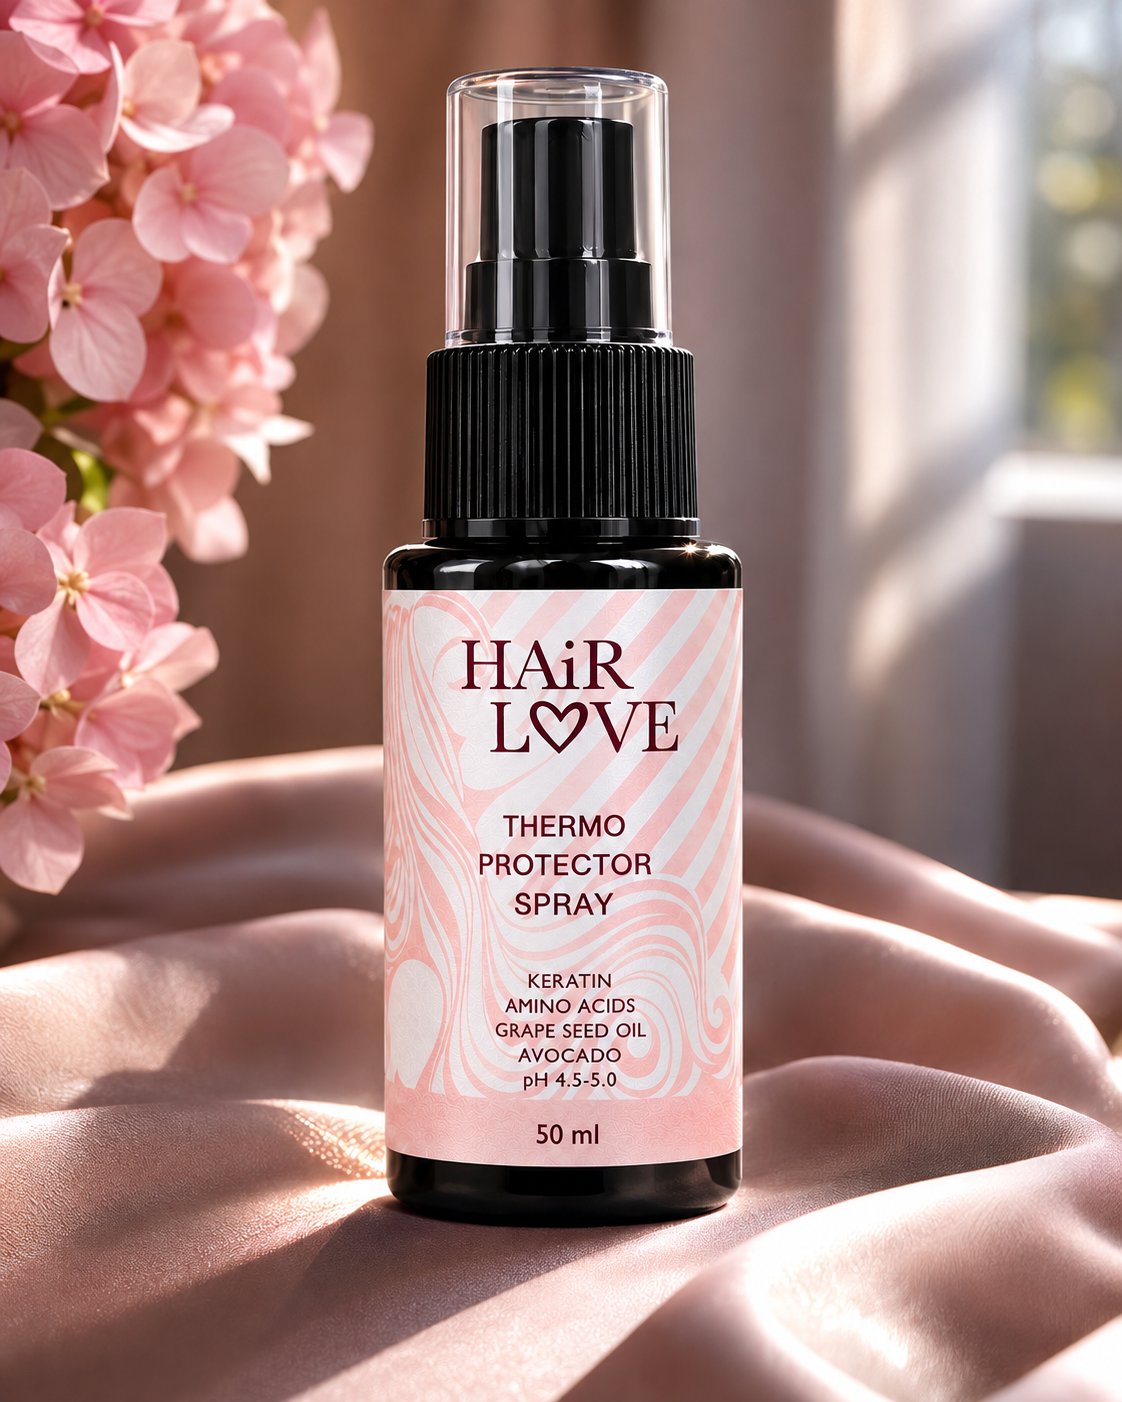 HAiR
LOVE
THERMO
PROTECTOR
SPRAY
KERATIN
AMINO ACIDS
GRAPE SEED OIL
AVOCADO
pH 4.5-5.0
50 ml